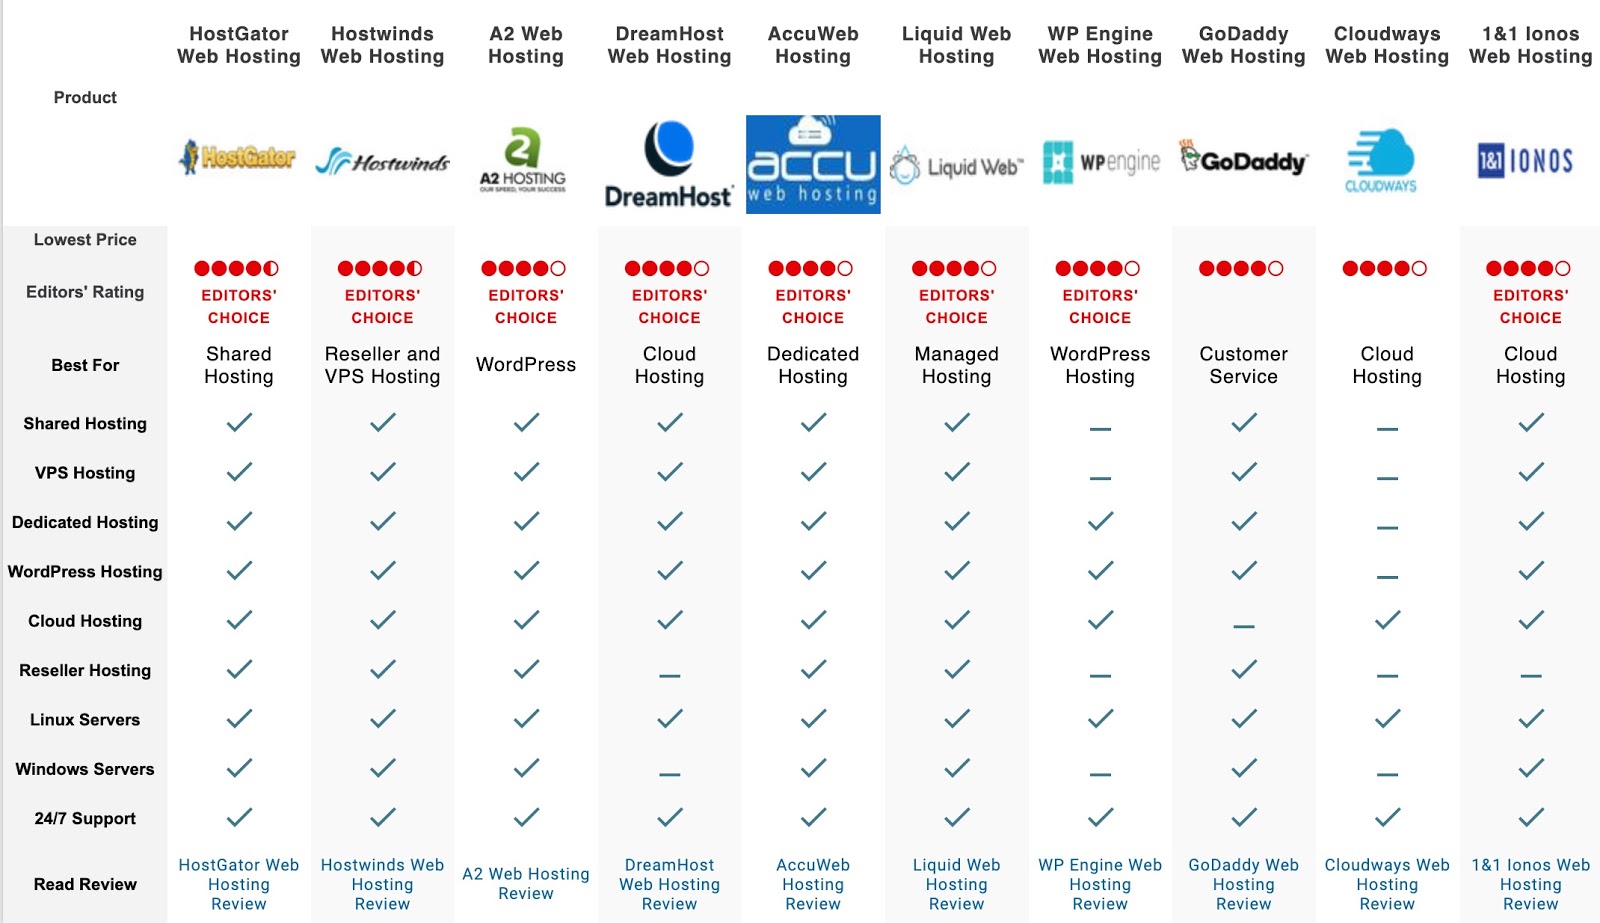 HostGator Web Hosting
Hostwinds Web Hosting
A2 Web Hosting
DreamHost Web Hosting
AccuWeb Hosting
Liquid Web Hosting
WP Engine Web Hosting
GoDaddy Web Hosting
Cloudways Web Hosting
1&1 Ionos Web Hosting
Product
HostGator
Hostwinds
a2
A2 HOSTING
OUR SPEED, YOUR SUCCESS
DreamHost
accu
web hosting
Liquid Web™
WP engine
GoDaddy™
CLOUDWAYS
1&1 IONOS
Lowest Price
Editors' Rating
EDITORS' CHOICE
EDITORS' CHOICE
EDITORS' CHOICE
EDITORS' CHOICE
EDITORS' CHOICE
EDITORS' CHOICE
EDITORS' CHOICE
EDITORS' CHOICE
Best For
Shared Hosting
Reseller and VPS Hosting
WordPress
Cloud Hosting
Dedicated Hosting
Managed Hosting
WordPress Hosting
Customer Service
Cloud Hosting
Cloud Hosting
Shared Hosting
VPS Hosting
Dedicated Hosting
WordPress Hosting
Cloud Hosting
Reseller Hosting
Linux Servers
Windows Servers
24/7 Support
Read Review
HostGator Web Hosting Review
Hostwinds Web Hosting Review
A2 Web Hosting Review
DreamHost Web Hosting Review
AccuWeb Hosting Review
Liquid Web Hosting Review
WP Engine Web Hosting Review
GoDaddy Web Hosting Review
Cloudways Web Hosting Review
1&1 Ionos Web Hosting Review